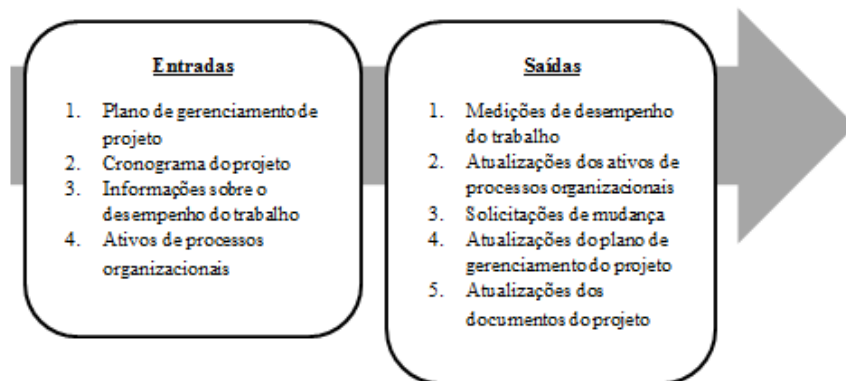 Entradas
1. Plano de gerenciamento de
projeto
2. Cronograma do projeto
3. Informações sobre o
desempenho do trabalho
4. Ativos de processos
organizacionais
Saídas
1. Medições de desempenho
do trabalho
2. Atualizações dos ativos de
processos organizacionais
3. Solicitações de mudança
4. Atualizações do plano de
gerenciamento do projeto
5. Atualizações dos
documentos do projeto